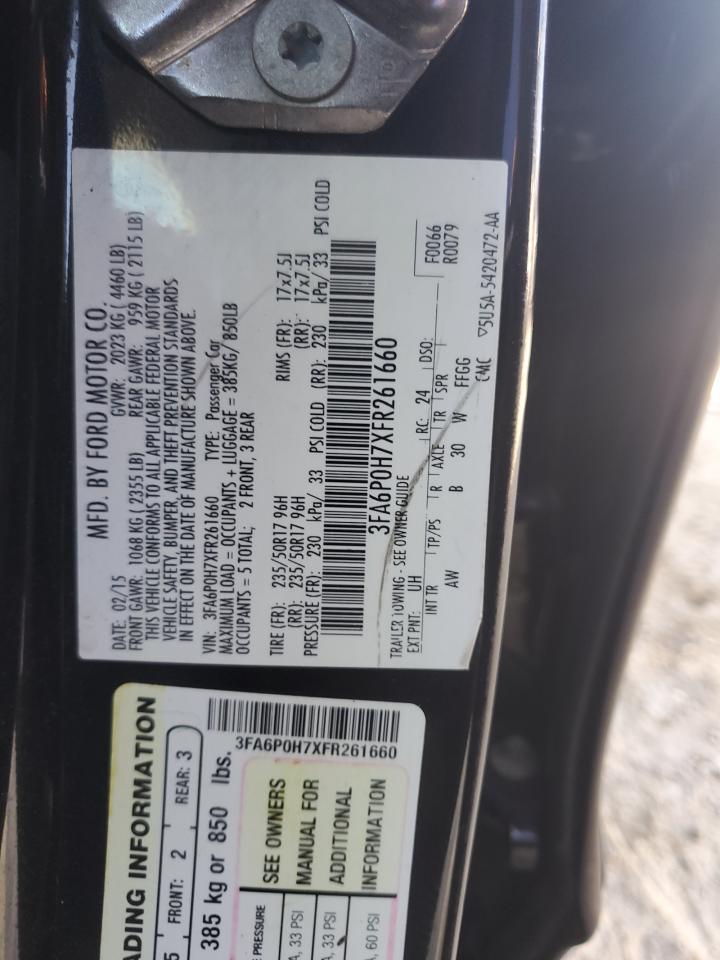 MFD. BY FORD MOTOR CO.
DATE: 02/15 GVWR: 2023 KG ( 4460 LB)
FRONT GAWR: 1068 KG ( 2355 LB) REAR GAWR: 959 KG ( 2115 LB)
THIS VEHICLE CONFORMS TO ALL APPLICABLE FEDERAL MOTOR
VEHICLE SAFETY, BUMPER, AND THEFT PREVENTION STANDARDS
IN EFFECT ON THE DATE OF MANUFACTURE SHOWN ABOVE.
VIN: 3FA6P0H7XFR261660 TYPE: Passenger Car
MAXIMUM LOAD = OCCUPANTS + LUGGAGE = 385KG/ 850LB
OCCUPANTS = 5 TOTAL; 2 FRONT, 3 REAR
TIRE (FR): 235/50R17 96H RIMS (FR): 17x7.5J
(RR): 235/50R17 96H (RR): 17x7.5J
PRESSURE (FR): 230 kPa/ 33 PSI COLD (RR): 230 kPa/ 33 PSI COLD
3FA6P0H7XFR261660
TRAILER TOWING - SEE OWNER GUIDE
F0066
EXT PNT: UH RC: 24 DSO: R0079
INT TR TP/PS R AXLE TR SPR
AW B 30 W FFGG
CMC ▽5U5A-5420472-AA
ADING INFORMATION
5 FRONT: 2 REAR: 3
385 kg or 850 lbs.
3FA6P0H7XFR261660
PRESSURE
A, 33 PSI
A, 33 PSI
A, 60 PSI
SEE OWNERS
MANUAL FOR
ADDITIONAL
INFORMATION